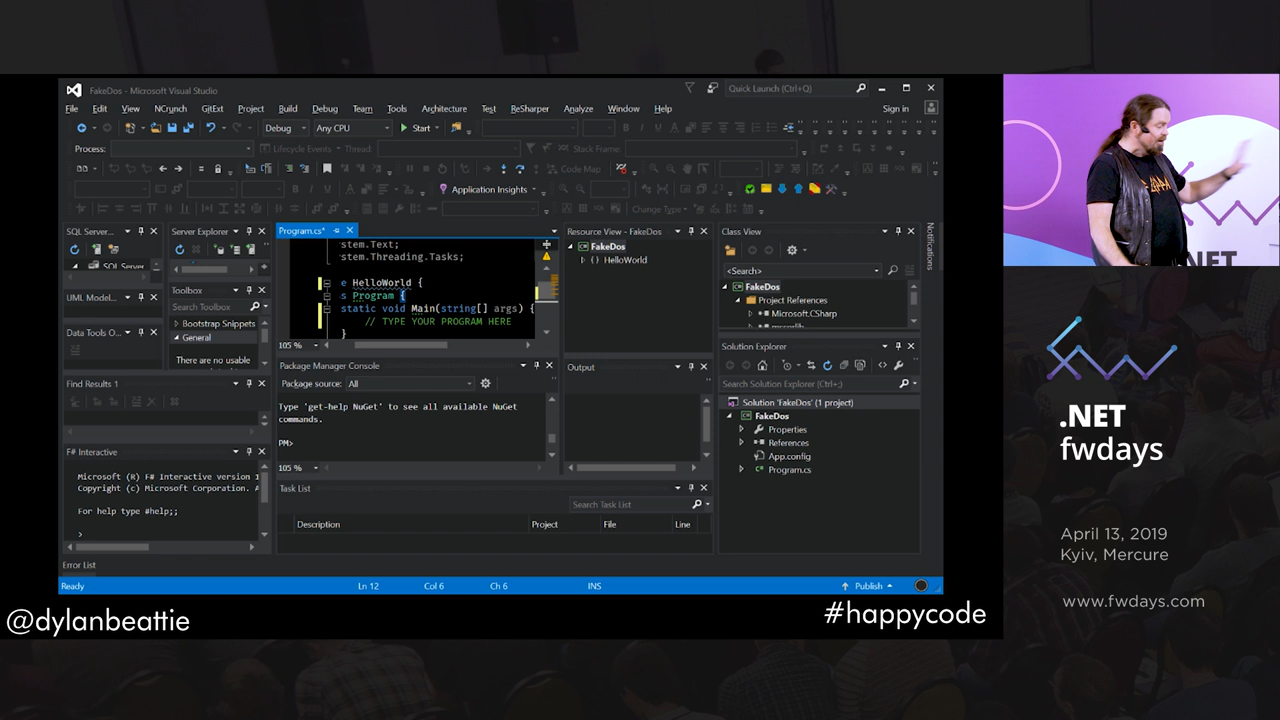 FakeDos - Microsoft Visual Studio
Quick Launch (Ctrl+Q)
File Edit View NCrunch GitExt Project Build Debug Team Tools Architecture Test ReSharper Analyze Window Help
Sign in
Debug Any CPU Start
Process: Lifecycle Events Thread: Stack Frame:
Code Map
Application Insights
Change Type
SQL Server...
SQL Server
Server Explorer
UML Model...
Toolbox
Search Toolbox
Data Tools O...
Bootstrap Snippets
General
There are no usable
Find Results 1
F# Interactive
Microsoft (R) F# Interactive version 1
Copyright (c) Microsoft Corporation. A
For help type #help;;
>
Program.cs*
stem.Text;
stem.Threading.Tasks;
e HelloWorld {
s Program {
static void Main(string[] args) {
// TYPE YOUR PROGRAM HERE
}
105 %
Package Manager Console
Package source: All
Type 'get-help NuGet' to see all available NuGet
commands.
PM>
105 %
Resource View - FakeDos
FakeDos
{ } HelloWorld
Output
Task List
Search Task List
Description Project File Line
Class View
<Search>
FakeDos
Project References
Microsoft.CSharp
mscorlib
Solution Explorer
Search Solution Explorer (Ctrl+;)
Solution 'FakeDos' (1 project)
FakeDos
Properties
References
App.config
Program.cs
Notifications
Error List
Ready Ln 12 Col 6 Ch 6 INS Publish
@dylanbeattie
#happycode
.NET
.NET
fwdays
April 13, 2019
Kyiv, Mercure
www.fwdays.com